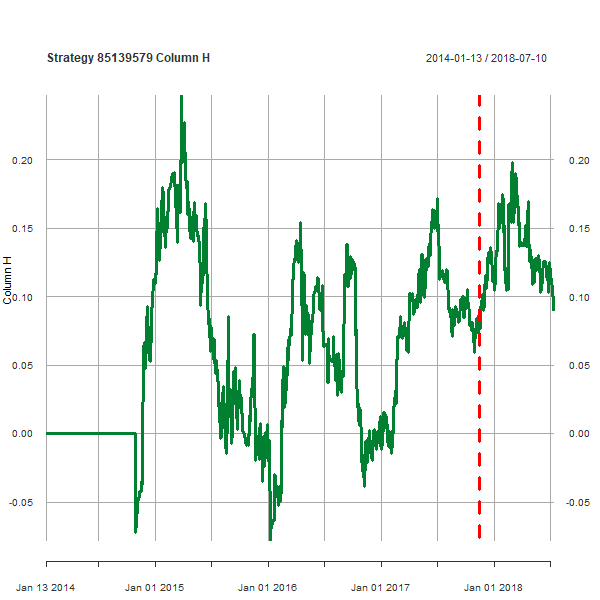 Strategy 85139579 Column H
2014-01-13 / 2018-07-10
0.20
0.20
0.15
0.15
0.10
0.10
0.05
0.05
0.00
0.00
-0.05
-0.05
Column H
Jan 13 2014
Jan 01 2015
Jan 01 2016
Jan 01 2017
Jan 01 2018